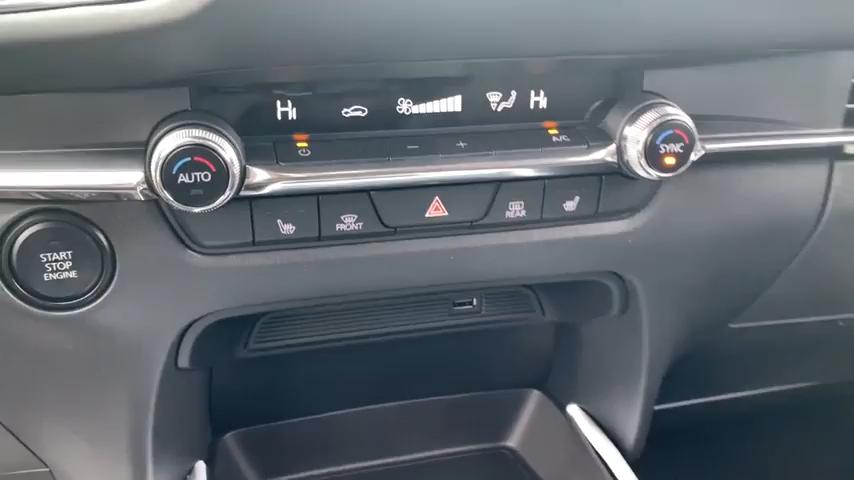 Hi Hi
- + A/C
AUTO SYNC
FRONT REAR
START
STOP
ENGINE